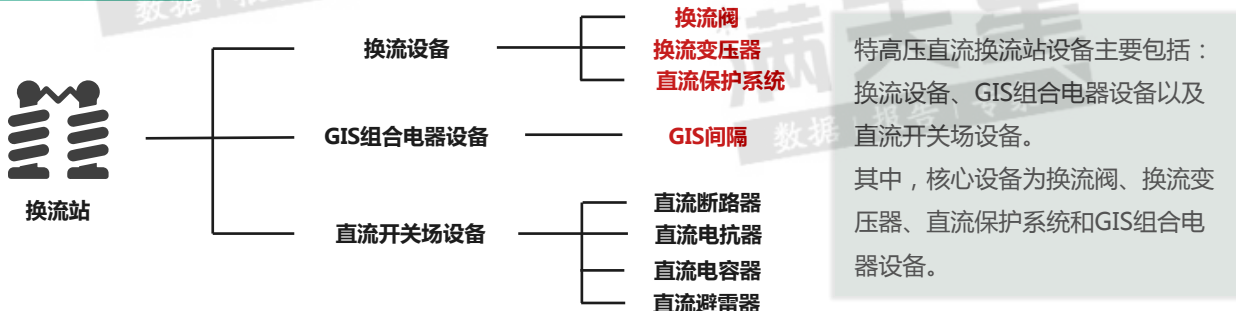 换流站
换流设备
GIS组合电器设备
直流开关场设备
换流阀
换流变压器
直流保护系统
GIS间隔
直流断路器
直流电抗器
直流电容器
直流避雷器
特高压直流换流站设备主要包括：
换流设备、GIS组合电器设备以及
直流开关场设备。
其中，核心设备为换流阀、换流变
压器、直流保护系统和GIS组合电
器设备。